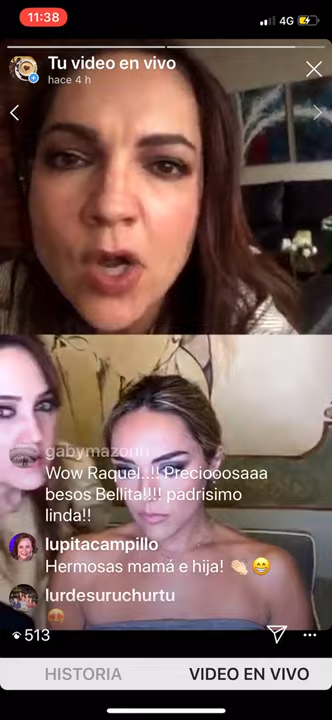 11:38
4G
Tu video en vivo
hace 4 h
gabymazonn
Wow Raquel..!! Preciooosaaa
besos Bellita!!!! padrisimo
linda!!
lupitacampillo
Hermosas mamá e hija! 👏🏻 😁
lurdesuruchurtu
😍
513
HISTORIA
VIDEO EN VIVO